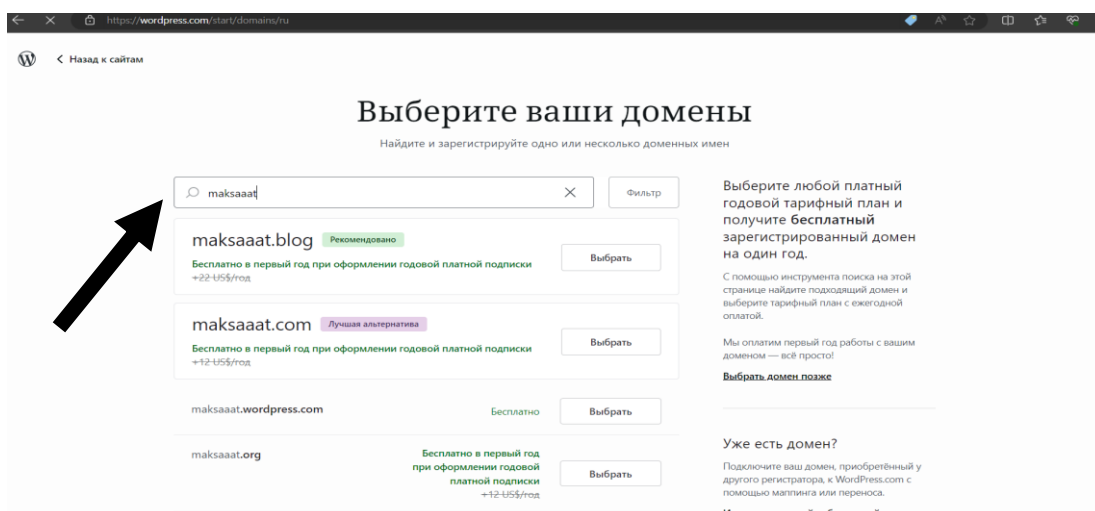 https://wordpress.com/start/domains/ru
Назад к сайтам
Выберите ваши домены
Найдите и зарегистрируйте одно или несколько доменных имен
maksaaat
Фильтр
maksaaat.blog Рекомендовано
Бесплатно в первый год при оформлении годовой платной подписки
+22 US$/год
Выбрать
maksaaat.com Лучшая альтернатива
Бесплатно в первый год при оформлении годовой платной подписки
+12 US$/год
Выбрать
maksaaat.wordpress.com
Бесплатно
Выбрать
maksaaat.org
Бесплатно в первый год
при оформлении годовой
платной подписки
+12 US$/год
Выбрать
Выберите любой платный
годовой тарифный план и
получите бесплатный
зарегистрированный домен
на один год.
С помощью инструмента поиска на этой
странице найдите подходящий домен и
выберите тарифный план с ежегодной
оплатой.
Мы оплатим первый год работы с вашим
доменом — всё просто!
Выбрать домен позже
Уже есть домен?
Подключите ваш домен, приобретённый у
другого регистратора, к WordPress.com с
помощью маппинга или переноса.